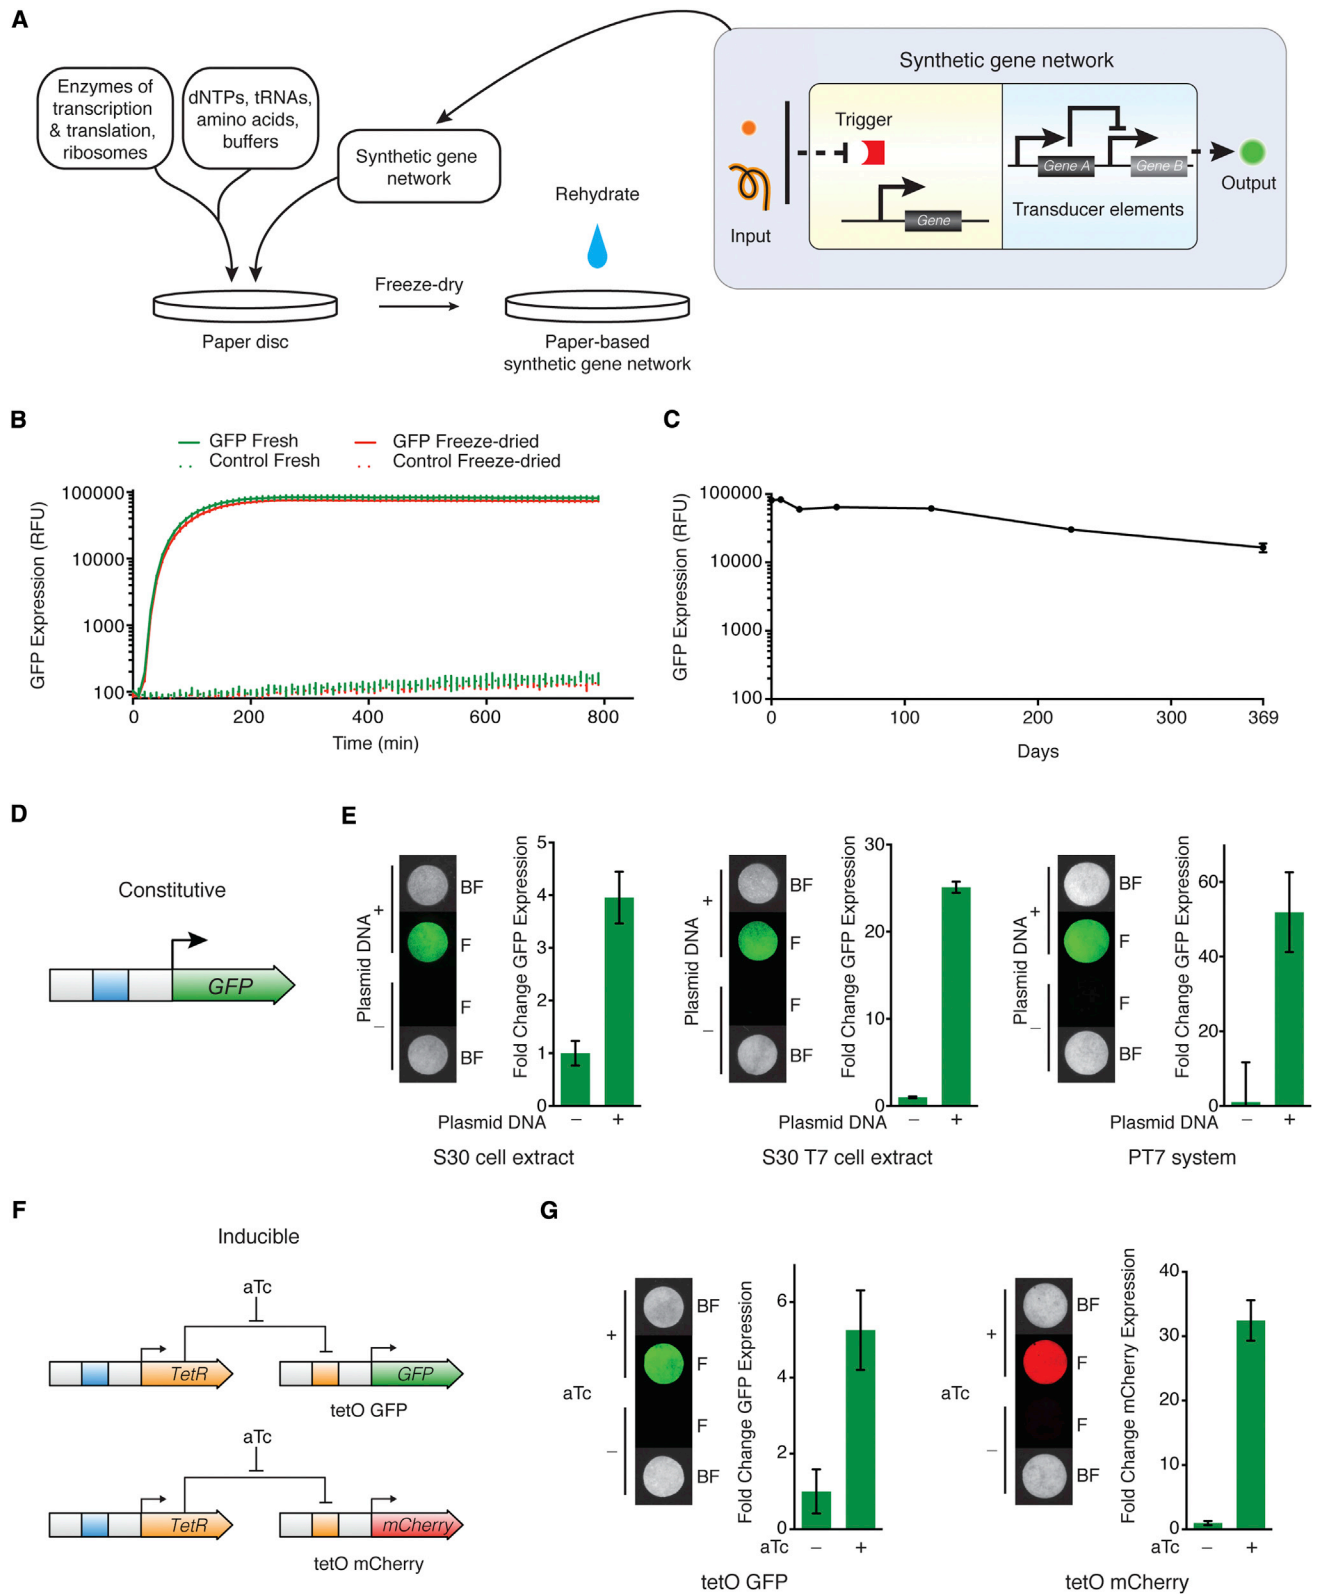 A
Enzymes of
transcription
& translation,
ribosomes
dNTPs, tRNAs,
amino acids,
buffers
Synthetic gene
network
Rehydrate
Freeze-dry
Paper disc
Paper-based
synthetic gene network
Synthetic gene network
Trigger
Gene
Gene A
Gene B
Transducer elements
Input
Output
B
GFP Fresh
Control Fresh
GFP Freeze-dried
Control Freeze-dried
GFP Expression (RFU)
100000
10000
1000
100
0 200 400 600 800
Time (min)
C
GFP Expression (RFU)
100000
10000
1000
100
0 100 200 300 369
Days
D
Constitutive
GFP
E
Plasmid DNA
+
–
BF
F
F
BF
Fold Change GFP Expression
5
4
3
2
1
0
Plasmid DNA – +
S30 cell extract
Plasmid DNA
+
–
BF
F
F
BF
Fold Change GFP Expression
30
20
10
0
Plasmid DNA – +
S30 T7 cell extract
Plasmid DNA
+
–
BF
F
F
BF
Fold Change GFP Expression
60
40
20
0
Plasmid DNA – +
PT7 system
F
Inducible
aTc
TetR
GFP
tetO GFP
aTc
TetR
mCherry
tetO mCherry
G
+
aTc
–
BF
F
F
BF
Fold Change GFP Expression
6
4
2
0
aTc – +
tetO GFP
+
aTc
–
BF
F
F
BF
Fold Change mCherry Expression
40
30
20
10
0
aTc – +
tetO mCherry